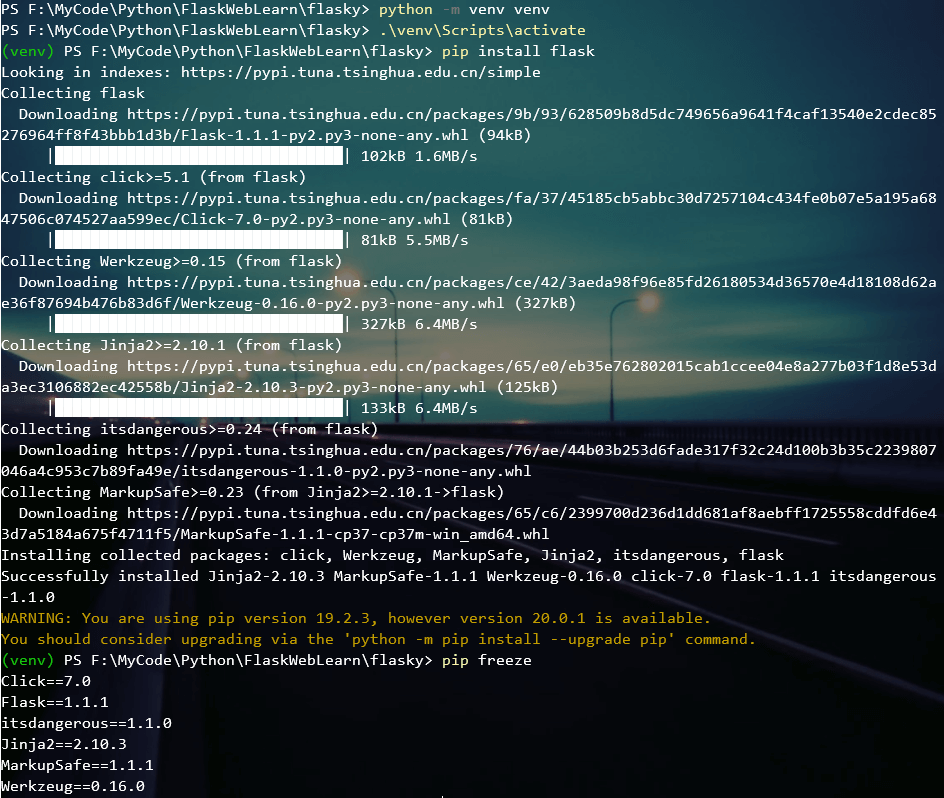 PS F:\MyCode\Python\FlaskWebLearn\flasky> python -m venv venv
PS F:\MyCode\Python\FlaskWebLearn\flasky> .\venv\Scripts\activate
(venv) PS F:\MyCode\Python\FlaskWebLearn\flasky> pip install flask
Looking in indexes: https://pypi.tuna.tsinghua.edu.cn/simple
Collecting flask
  Downloading https://pypi.tuna.tsinghua.edu.cn/packages/9b/93/628509b8d5dc749656a9641f4caf13540e2cdec85
276964ff8f43bbb1d3b/Flask-1.1.1-py2.py3-none-any.whl (94kB)
     |████████████████████████████████| 102kB 1.6MB/s
Collecting click>=5.1 (from flask)
  Downloading https://pypi.tuna.tsinghua.edu.cn/packages/fa/37/45185cb5abbc30d7257104c434fe0b07e5a195a68
47506c074527aa599ec/Click-7.0-py2.py3-none-any.whl (81kB)
     |████████████████████████████████| 81kB 5.5MB/s
Collecting Werkzeug>=0.15 (from flask)
  Downloading https://pypi.tuna.tsinghua.edu.cn/packages/ce/42/3aeda98f96e85fd26180534d36570e4d18108d62a
e36f87694b476b83d6f/Werkzeug-0.16.0-py2.py3-none-any.whl (327kB)
     |████████████████████████████████| 327kB 6.4MB/s
Collecting Jinja2>=2.10.1 (from flask)
  Downloading https://pypi.tuna.tsinghua.edu.cn/packages/65/e0/eb35e762802015cab1ccee04e8a277b03f1d8e53d
a3ec3106882ec42558b/Jinja2-2.10.3-py2.py3-none-any.whl (125kB)
     |████████████████████████████████| 133kB 6.4MB/s
Collecting itsdangerous>=0.24 (from flask)
  Downloading https://pypi.tuna.tsinghua.edu.cn/packages/76/ae/44b03b253d6fade317f32c24d100b3b35c2239807
046a4c953c7b89fa49e/itsdangerous-1.1.0-py2.py3-none-any.whl
Collecting MarkupSafe>=0.23 (from Jinja2>=2.10.1->flask)
  Downloading https://pypi.tuna.tsinghua.edu.cn/packages/65/c6/2399700d236d1dd681af8aebff1725558cddfd6e4
3d7a5184a675f4711f5/MarkupSafe-1.1.1-cp37-cp37m-win_amd64.whl
Installing collected packages: click, Werkzeug, MarkupSafe, Jinja2, itsdangerous, flask
Successfully installed Jinja2-2.10.3 MarkupSafe-1.1.1 Werkzeug-0.16.0 click-7.0 flask-1.1.1 itsdangerous
-1.1.0
WARNING: You are using pip version 19.2.3, however version 20.0.1 is available.
You should consider upgrading via the 'python -m pip install --upgrade pip' command.
(venv) PS F:\MyCode\Python\FlaskWebLearn\flasky> pip freeze
Click==7.0
Flask==1.1.1
itsdangerous==1.1.0
Jinja2==2.10.3
MarkupSafe==1.1.1
Werkzeug==0.16.0